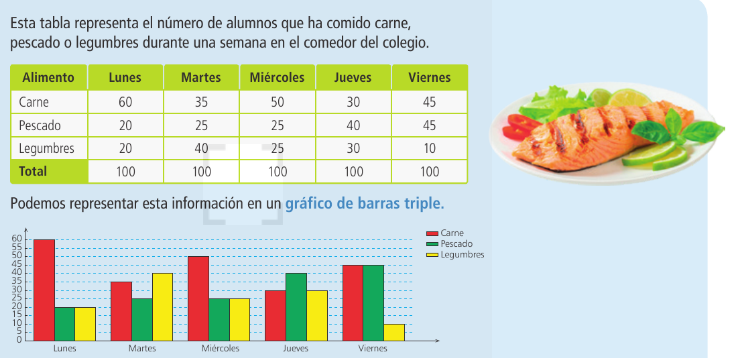 Esta tabla representa el número de alumnos que ha comido carne,
pescado o legumbres durante una semana en el comedor del colegio.
Alimento Lunes Martes Miércoles Jueves Viernes
Carne 60 35 50 30 45
Pescado 20 25 25 40 45
Legumbres 20 40 25 30 10
Total 100 100 100 100 100
Podemos representar esta información en un gráfico de barras triple.
Carne
Pescado
Legumbres
60
55
50
45
40
35
30
25
20
15
10
5
0
Lunes Martes Miércoles Jueves Viernes